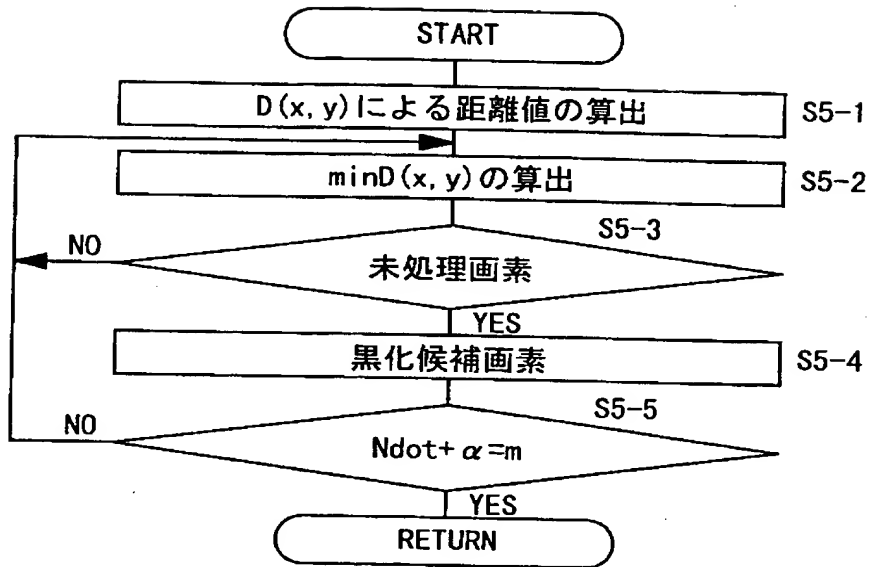 START
D(x,y)による距離値の算出
S5-1
minD(x,y)の算出
S5-2
S5-3
NO
未処理画素
YES
黒化候補画素
S5-4
S5-5
NO
Ndot+α=m
YES
RETURN